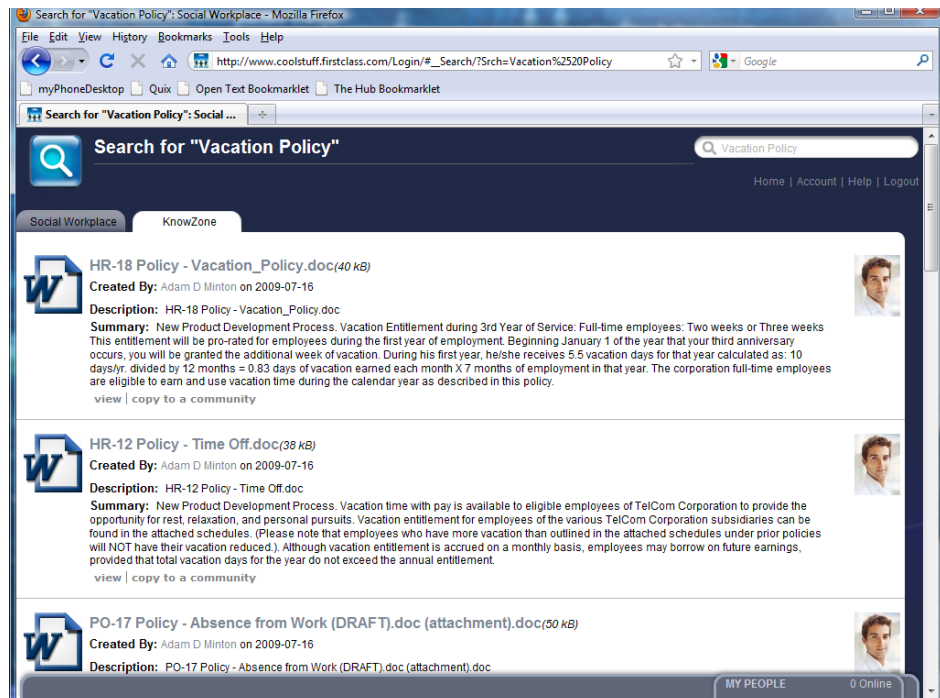 Search for "Vacation Policy": Social Workplace - Mozilla Firefox
File Edit View History Bookmarks Tools Help
http://www.coolstuff.firstclass.com/Login/#_Search/?Srch=Vacation%2520Policy
Google
myPhoneDesktop Quix Open Text Bookmarklet The Hub Bookmarklet
Search for "Vacation Policy": Social ...
Search for "Vacation Policy"
Vacation Policy
Home | Account | Help | Logout
Social Workplace KnowZone
HR-18 Policy - Vacation_Policy.doc(40 kB)
Created By: Adam D Minton on 2009-07-16
Description: HR-18 Policy - Vacation_Policy.doc
Summary: New Product Development Process. Vacation Entitlement during 3rd Year of Service: Full-time employees: Two weeks or Three weeks
This entitlement will be pro-rated for employees during the first year of employment. Beginning January 1 of the year that your third anniversary
occurs, you will be granted the additional week of vacation. During his first year, he/she receives 5.5 vacation days for that year calculated as: 10
days/yr. divided by 12 months = 0.83 days of vacation earned each month X 7 months of employment in that year. The corporation full-time employees
are eligible to earn and use vacation time during the calendar year as described in this policy.
view | copy to a community
HR-12 Policy - Time Off.doc(38 kB)
Created By: Adam D Minton on 2009-07-16
Description: HR-12 Policy - Time Off.doc
Summary: New Product Development Process. Vacation time with pay is available to eligible employees of TelCom Corporation to provide the
opportunity for rest, relaxation, and personal pursuits. Vacation entitlement for employees of the various TelCom Corporation subsidiaries can be
found in the attached schedules. (Please note that employees who have more vacation than outlined in the attached schedules under prior policies
will NOT have their vacation reduced.). Although vacation entitlement is accrued on a monthly basis, employees may borrow on future earnings,
provided that total vacation days for the year do not exceed the annual entitlement.
view | copy to a community
PO-17 Policy - Absence from Work (DRAFT).doc (attachment).doc(50 kB)
Created By: Adam D Minton on 2009-07-16
Description: PO-17 Policy - Absence from Work (DRAFT).doc (attachment).doc
MY PEOPLE 0 Online